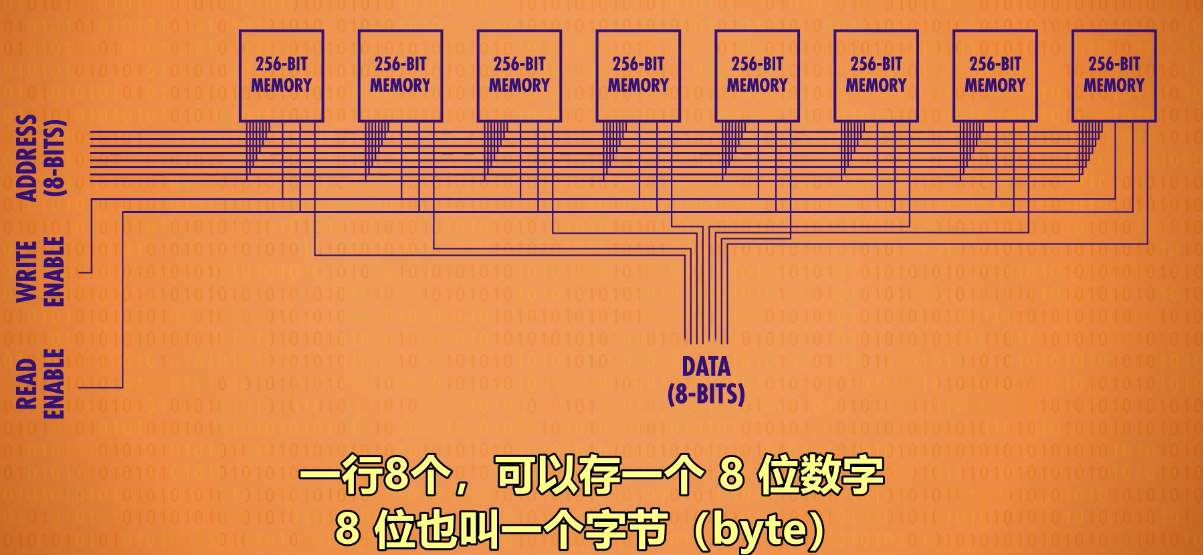 256-BIT
MEMORY
256-BIT
MEMORY
256-BIT
MEMORY
256-BIT
MEMORY
256-BIT
MEMORY
256-BIT
MEMORY
256-BIT
MEMORY
256-BIT
MEMORY
ADDRESS
(8-BITS)
WRITE
ENABLE
READ
ENABLE
DATA
(8-BITS)
一行8个，可以存一个 8 位数字
8 位也叫一个字节（byte）